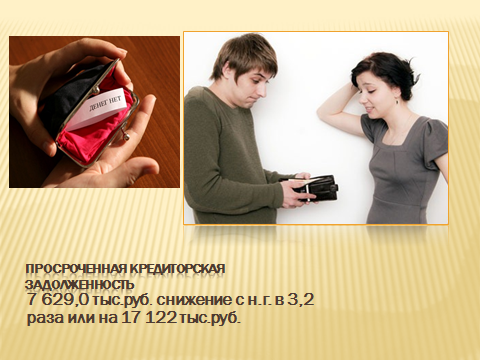 ДЕНЕГ НЕТ
ПРОСРОЧЕННАЯ КРЕДИТОРСКАЯ
ЗАДОЛЖЕННОСТЬ
7 629,0 тыс.руб. снижение с н.г. в 3,2
раза или на 17 122 тыс.руб.